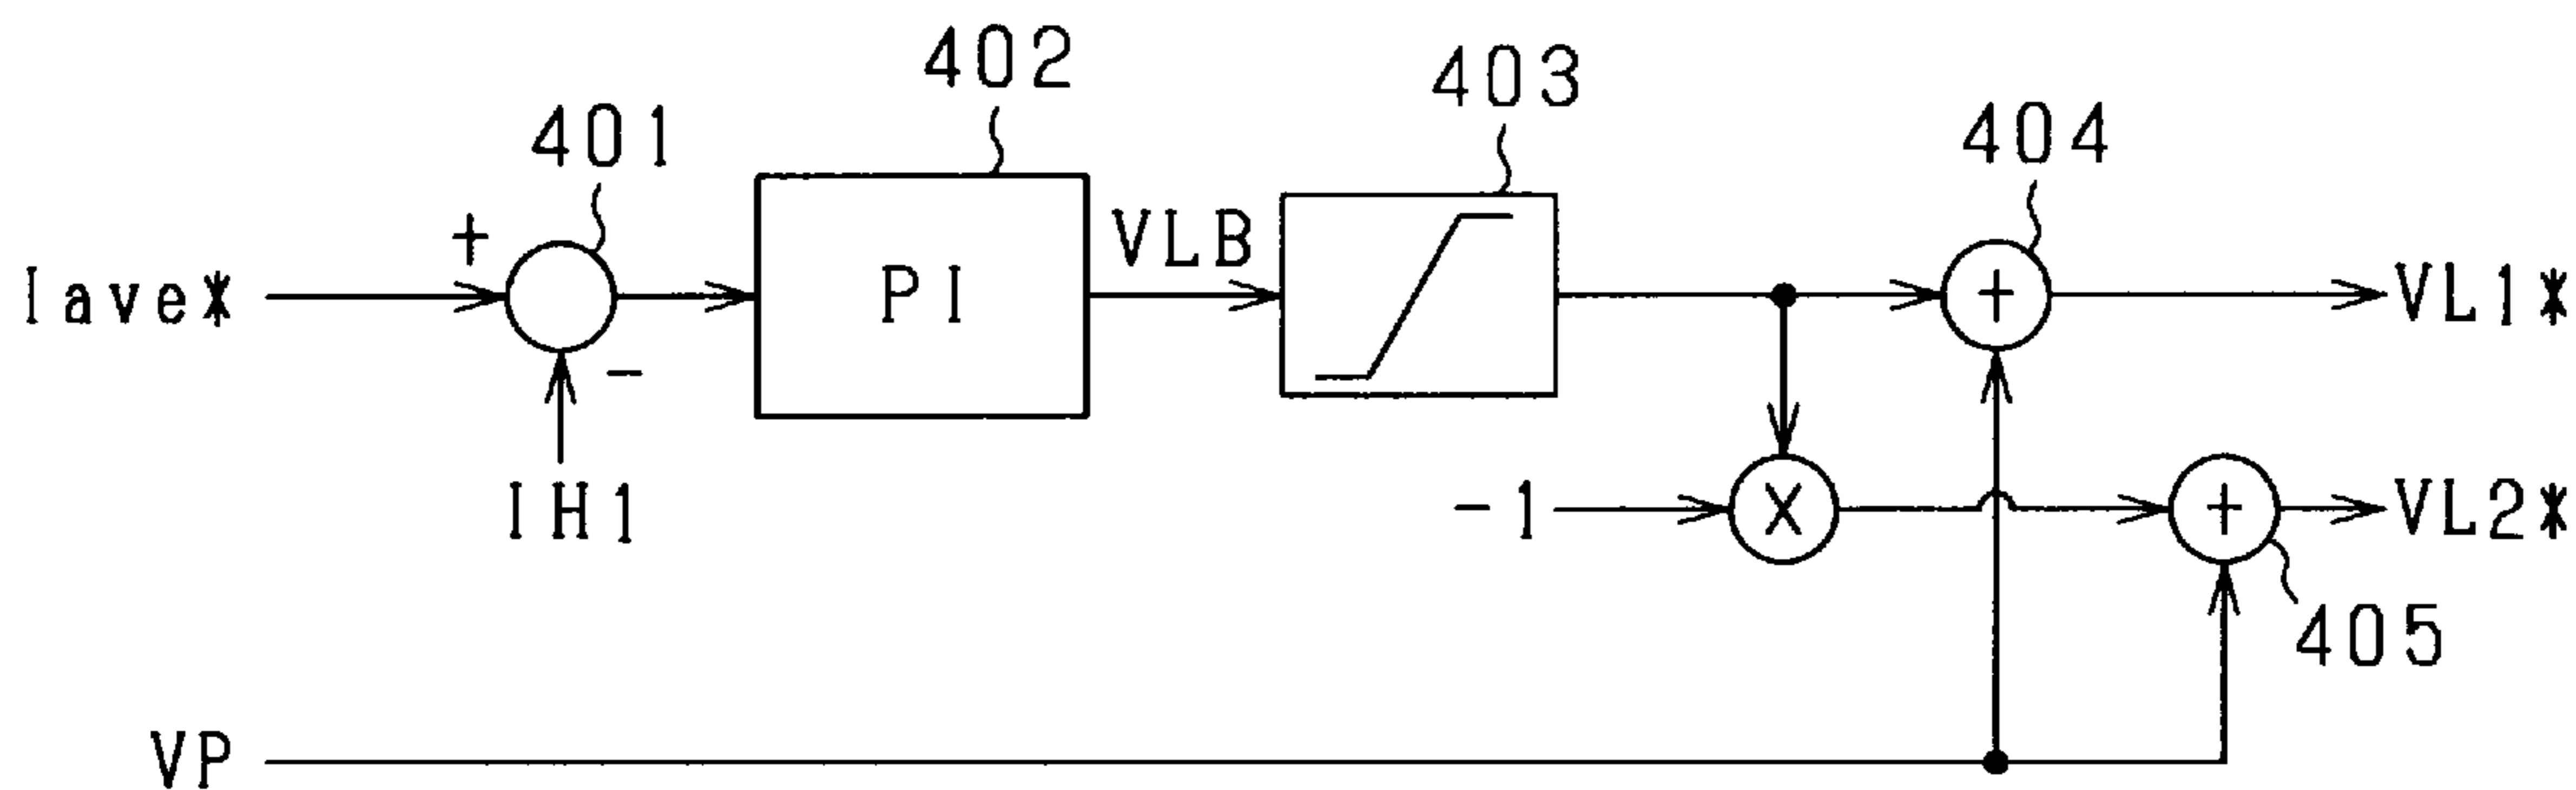 402
403
401
404
+
VLB
Iave*
PI
+
VL1*
-
IH1
-1
X
+
VL2*
405
VP